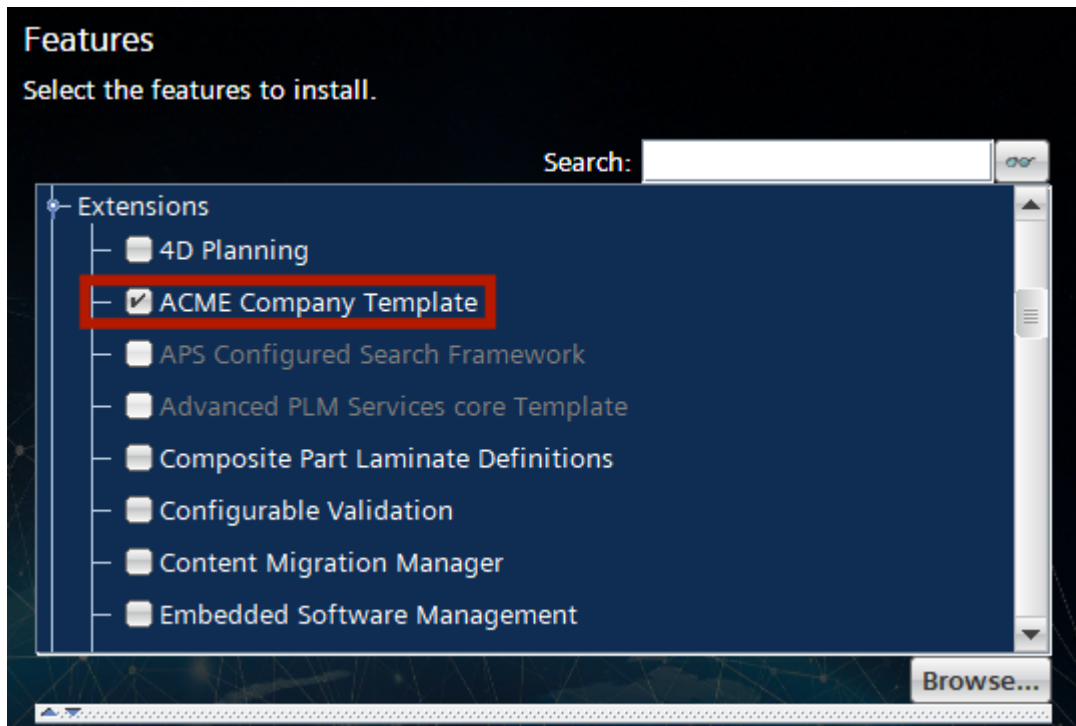 Features
Select the features to install.
Search:
Extensions
4D Planning
ACME Company Template
APS Configured Search Framework
Advanced PLM Services core Template
Composite Part Laminate Definitions
Configurable Validation
Content Migration Manager
Embedded Software Management
Browse...